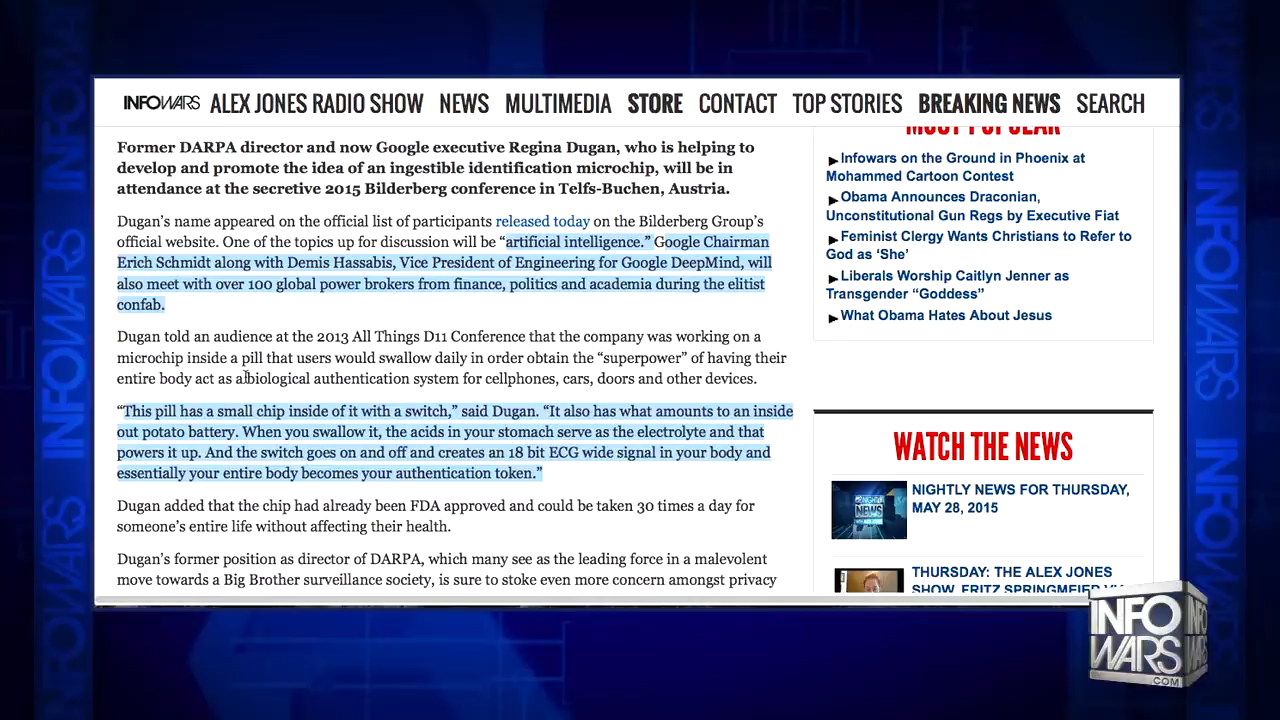 INFOWARS ALEX JONES RADIO SHOW NEWS MULTIMEDIA STORE CONTACT TOP STORIES BREAKING NEWS SEARCH
Former DARPA director and now Google executive Regina Dugan, who is helping to
develop and promote the idea of an ingestible identification microchip, will be in
attendance at the secretive 2015 Bilderberg conference in Telfs-Buchen, Austria.
Dugan’s name appeared on the official list of participants released today on the Bilderberg Group’s
official website. One of the topics up for discussion will be “artificial intelligence.” Google Chairman
Erich Schmidt along with Demis Hassabis, Vice President of Engineering for Google DeepMind, will
also meet with over 100 global power brokers from finance, politics and academia during the elitist
confab.
Dugan told an audience at the 2013 All Things D11 Conference that the company was working on a
microchip inside a pill that users would swallow daily in order obtain the “superpower” of having their
entire body act as a biological authentication system for cellphones, cars, doors and other devices.
“This pill has a small chip inside of it with a switch,” said Dugan. “It also has what amounts to an inside
out potato battery. When you swallow it, the acids in your stomach serve as the electrolyte and that
powers it up. And the switch goes on and off and creates an 18 bit ECG wide signal in your body and
essentially your entire body becomes your authentication token.”
Dugan added that the chip had already been FDA approved and could be taken 30 times a day for
someone’s entire life without affecting their health.
Dugan’s former position as director of DARPA, which many see as the leading force in a malevolent
move towards a Big Brother surveillance society, is sure to stoke even more concern amongst privacy
MOST POPULAR
Infowars on the Ground in Phoenix at
Mohammed Cartoon Contest
Obama Announces Draconian,
Unconstitutional Gun Regs by Executive Fiat
Feminist Clergy Wants Christians to Refer to
God as ‘She’
Liberals Worship Caitlyn Jenner as
Transgender “Goddess”
What Obama Hates About Jesus
WATCH THE NEWS
NIGHTLY NEWS FOR THURSDAY,
MAY 28, 2015
THURSDAY: THE ALEX JONES
SHOW. FRITZ SPRINGMEIER
INFO
WARS
.COM
INFO
WARS
INFOWARS
INFOWARS
INFOWARS
INFOWARS